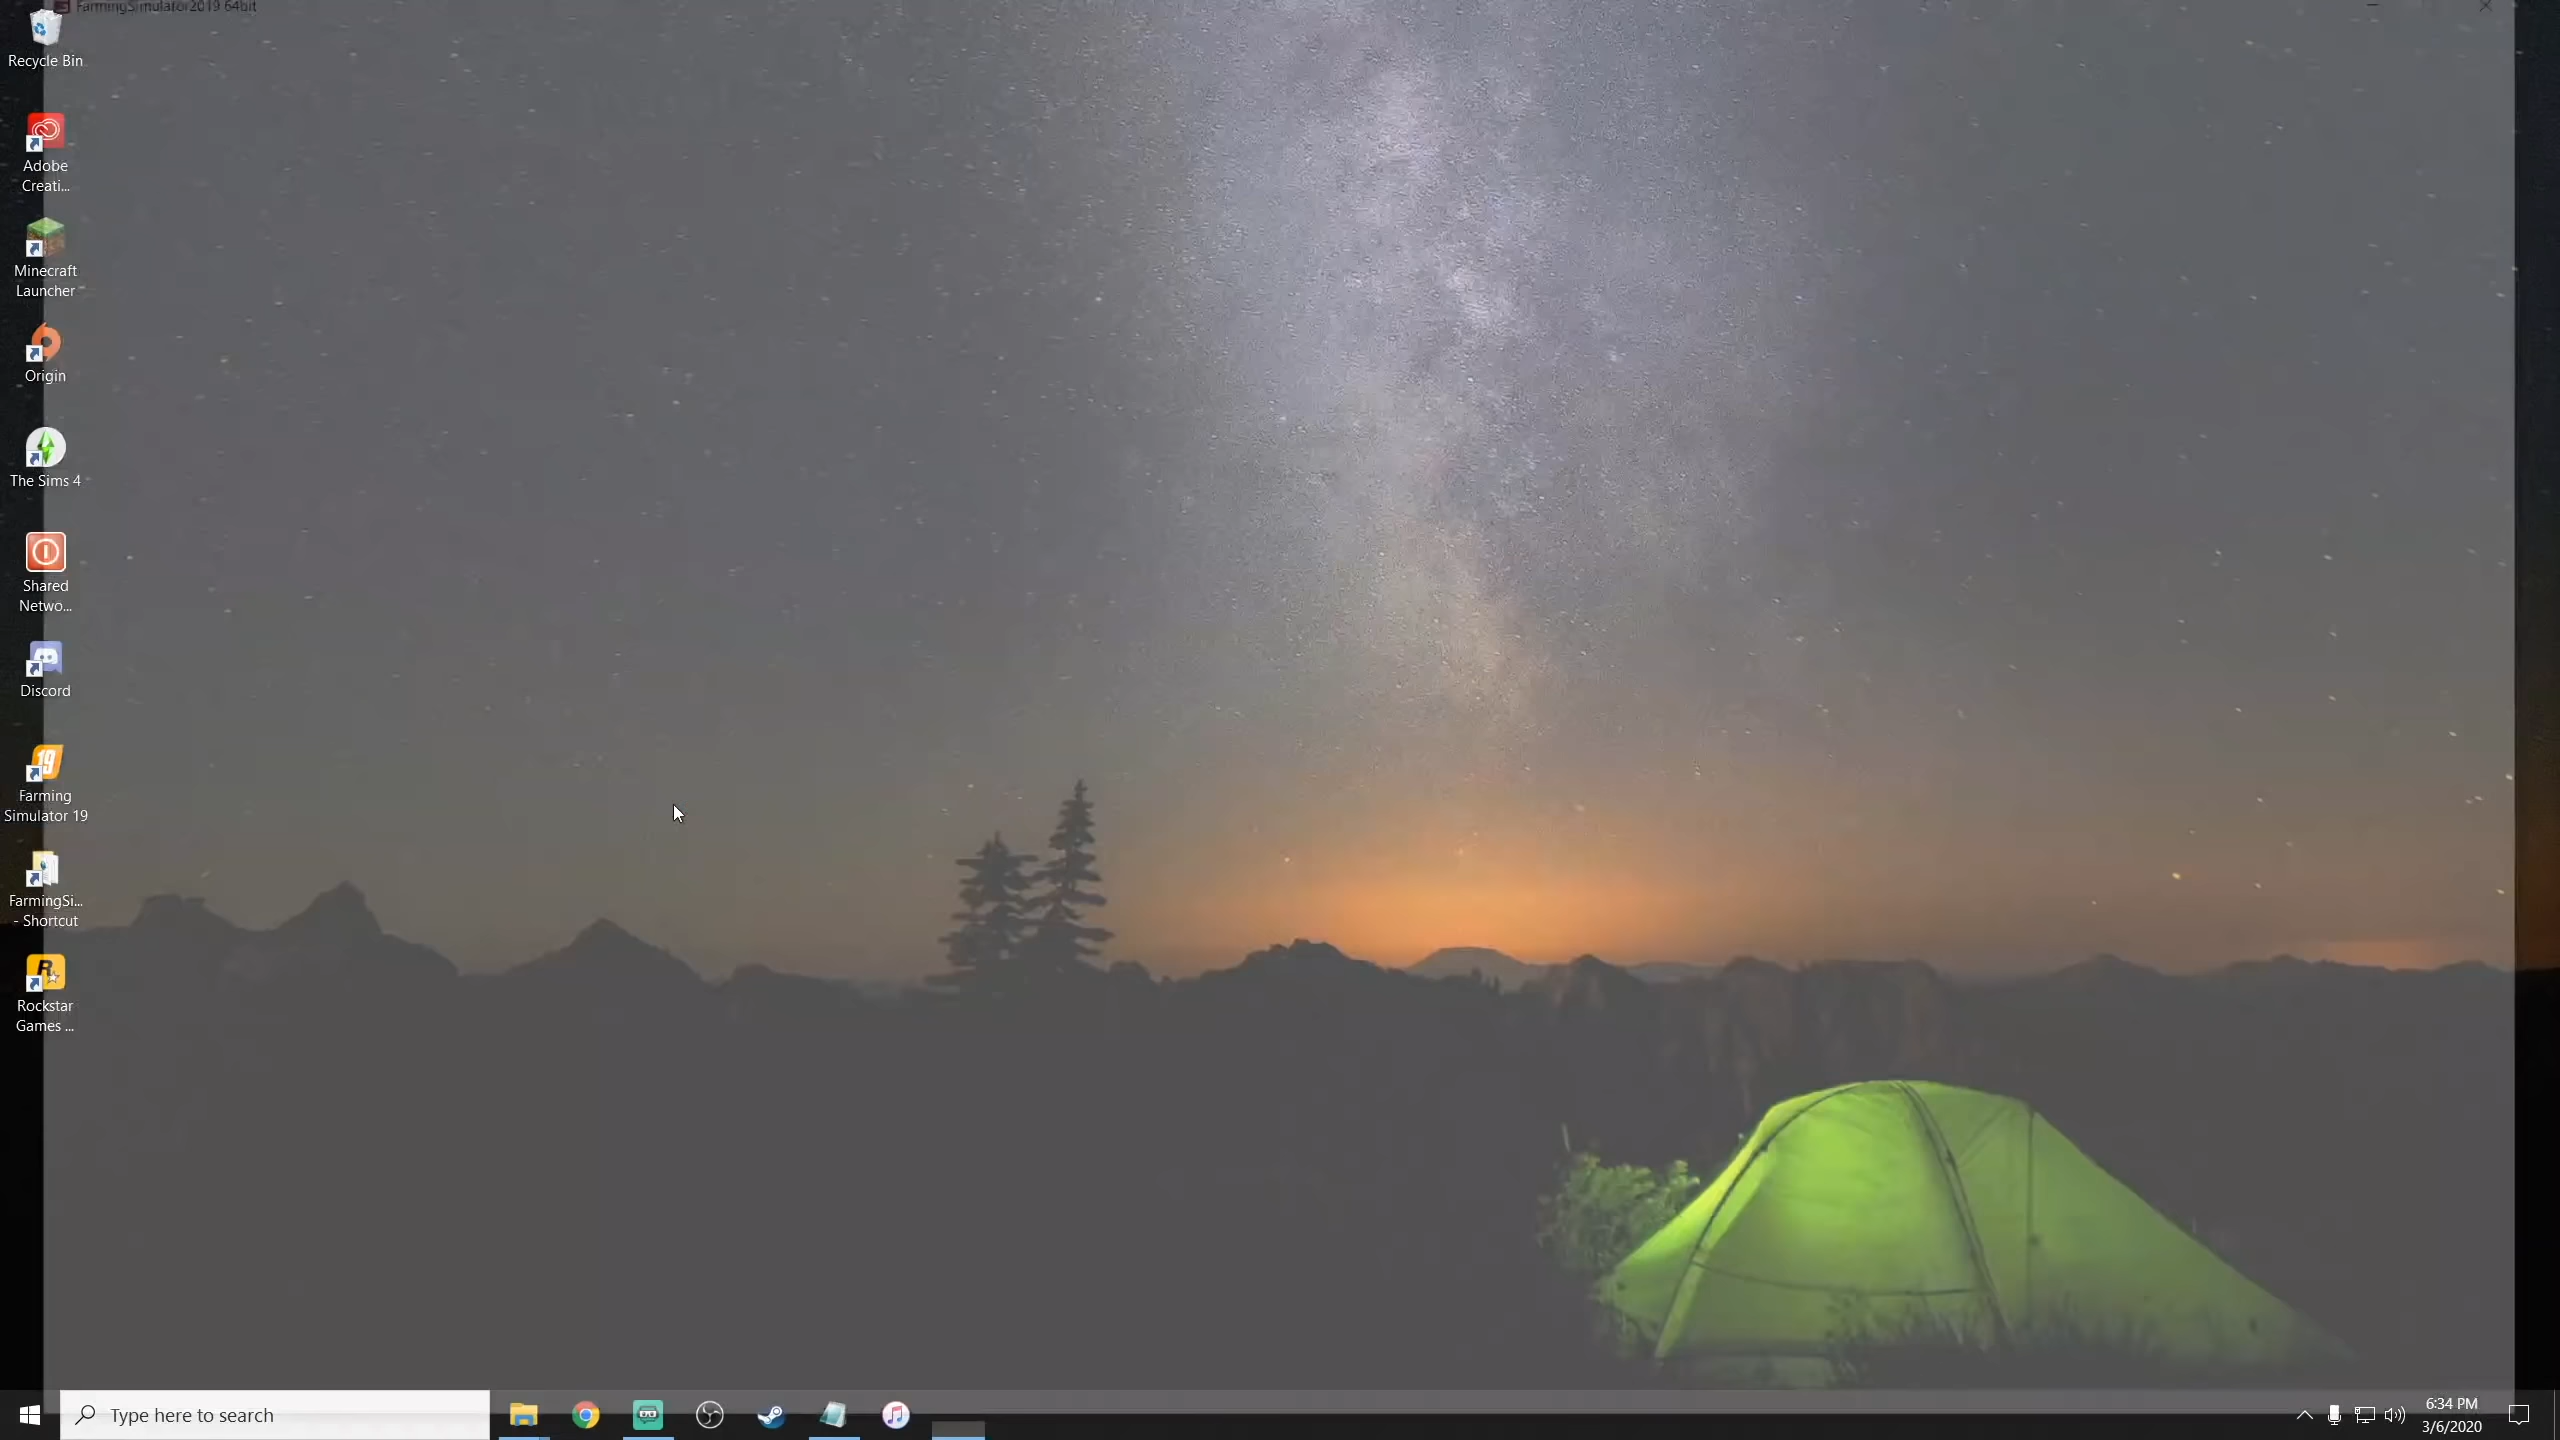 FarmingSimulator2019 64bit
Recycle Bin
Adobe
Creati...
Minecraft
Launcher
Origin
The Sims 4
Shared
Netwo...
Discord
19
Farming
Simulator 19
FarmingSi...
- Shortcut
R
Rockstar
Games ...
Type here to search
6:34 PM
3/6/2020